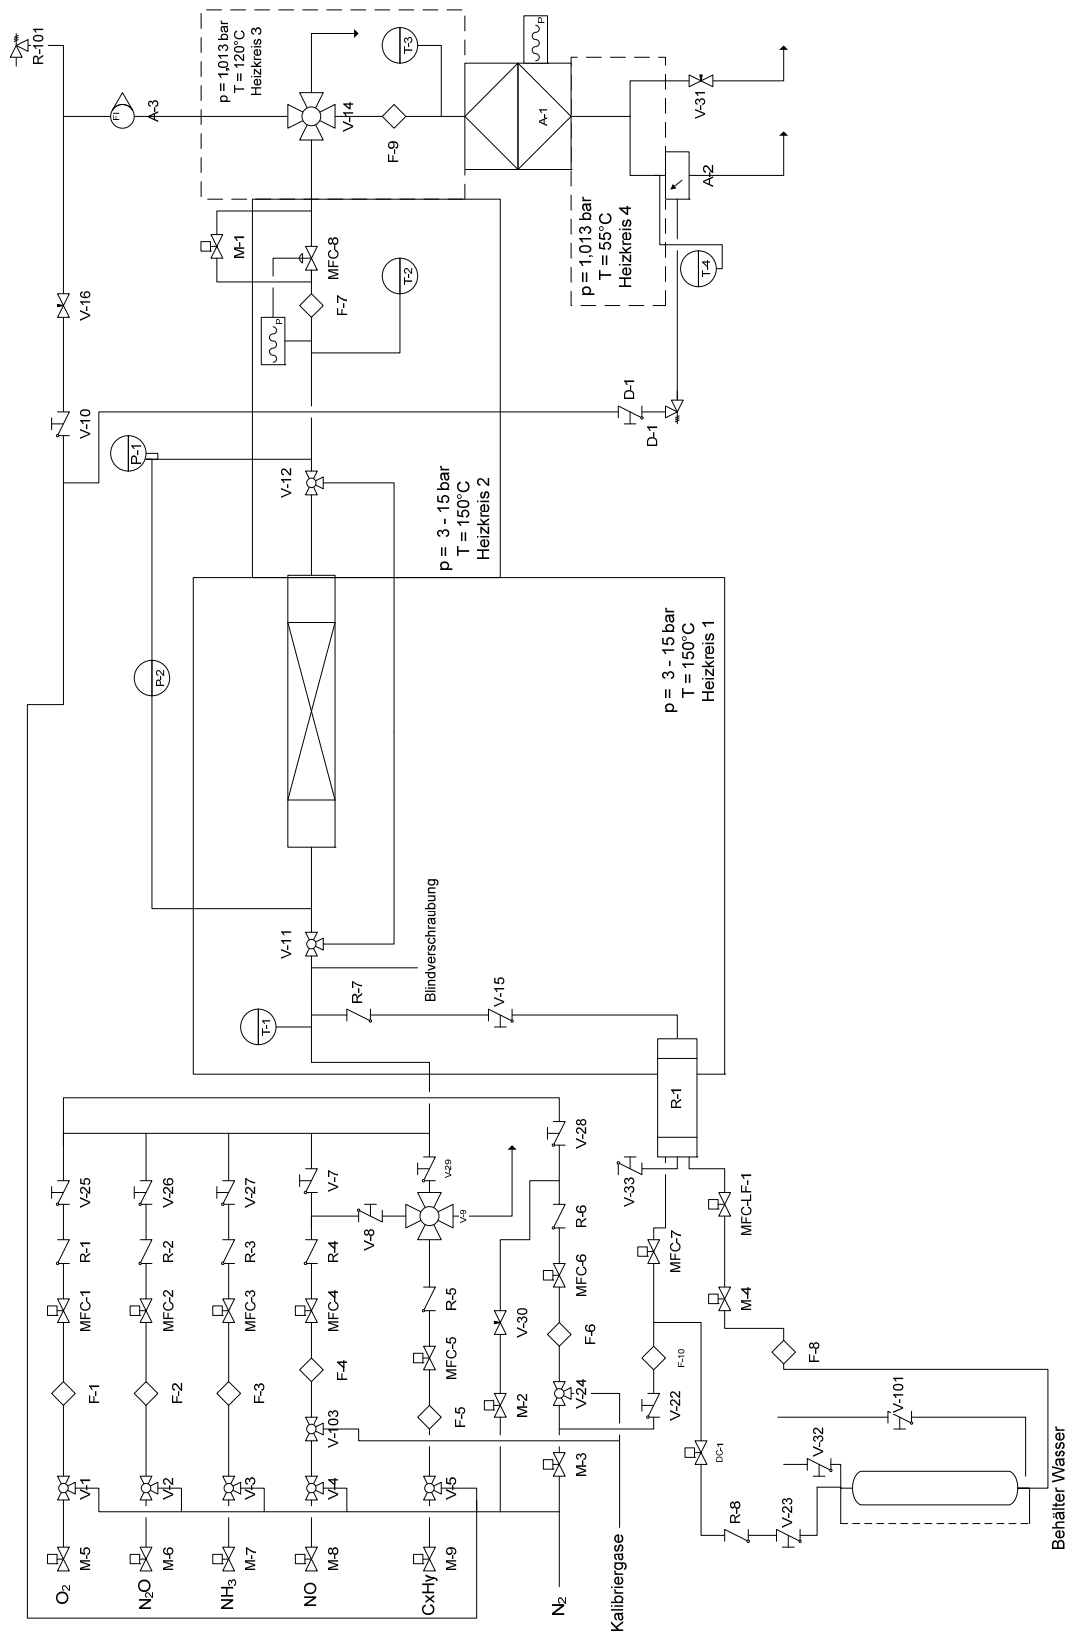 R-101
FI
A-3
p = 1,013 bar
T = 120°C
Heizkreis 3
V-14
F-9
T-3
P
A-1
V-31
A-2
p = 1,013 bar
T = 55°C
Heizkreis 4
T-4
V-16
M-1
MFC-8
F-7
P
T-2
V-10
P-1
V-12
D-1
D-1
p = 3 - 15 bar
T = 150°C
Heizkreis 2
P-2
p = 3 - 15 bar
T = 150°C
Heizkreis 1
V-11
Blindverschraubung
T-1
R-7
V-15
R-1
V-25
R-1
MFC-1
F-1
V-1
M-5
O2
V-26
R-2
MFC-2
F-2
V-2
M-6
N2O
V-27
R-3
MFC-3
F-3
V-3
M-7
NH3
V-7
R-4
MFC-4
F-4
V-103
V-4
M-8
NO
V-8
V-29
V-9
R-5
MFC-5
F-5
V-5
M-9
CxHy
V-30
M-2
V-28
R-6
MFC-6
F-6
V-24
M-3
N2
Kalibriergase
V-33
MFC-7
F-10
V-22
MFC-LF-1
M-4
F-8
DC-1
R-8
V-23
V-32
V-101
Behälter Wasser